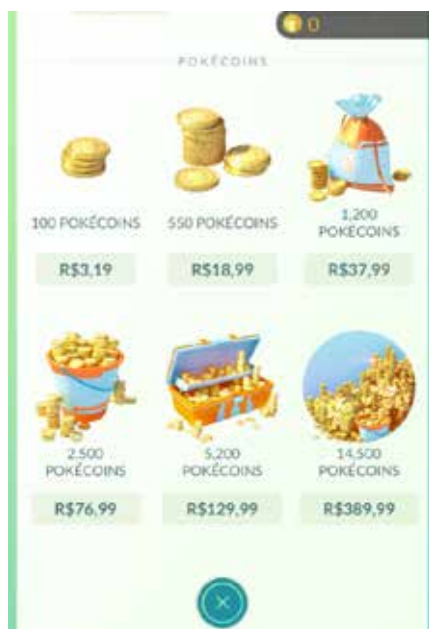 0
POKÉCOINS
100 POKÉCOINS
550 POKÉCOINS
1,200
POKÉCOINS
R$3,19
R$18,99
R$37,99
2,500
POKÉCOINS
5,200
POKÉCOINS
14,500
POKÉCOINS
R$76,99
R$129,99
R$389,99